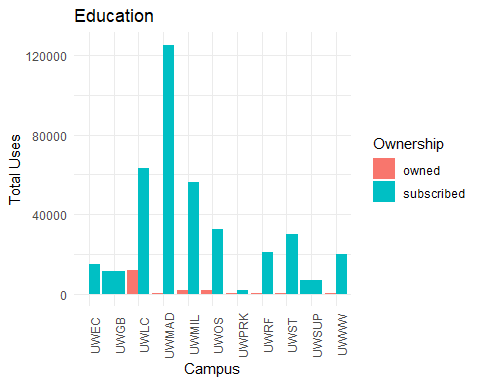 Education
120000
80000
40000
0
Total Uses
UWEC
UWGB
UWLC
UWMAD
UWMIL
UWOS
UWPRK
UWRF
UWST
UWSUP
UWWW
Campus
Ownership
owned
subscribed